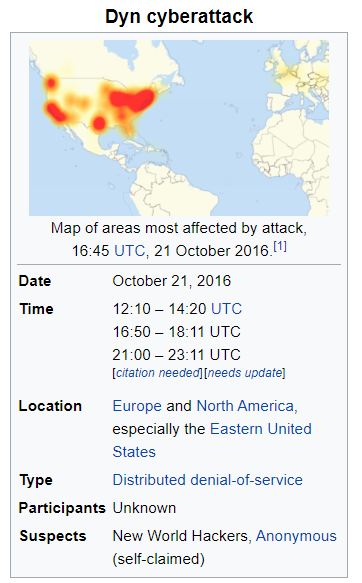 Dyn cyberattack
Map of areas most affected by attack,
16:45 UTC, 21 October 2016.[1]
Date October 21, 2016
Time 12:10 – 14:20 UTC
16:50 – 18:11 UTC
21:00 – 23:11 UTC
[citation needed][needs update]
Location Europe and North America,
especially the Eastern United
States
Type Distributed denial-of-service
Participants Unknown
Suspects New World Hackers, Anonymous
(self-claimed)